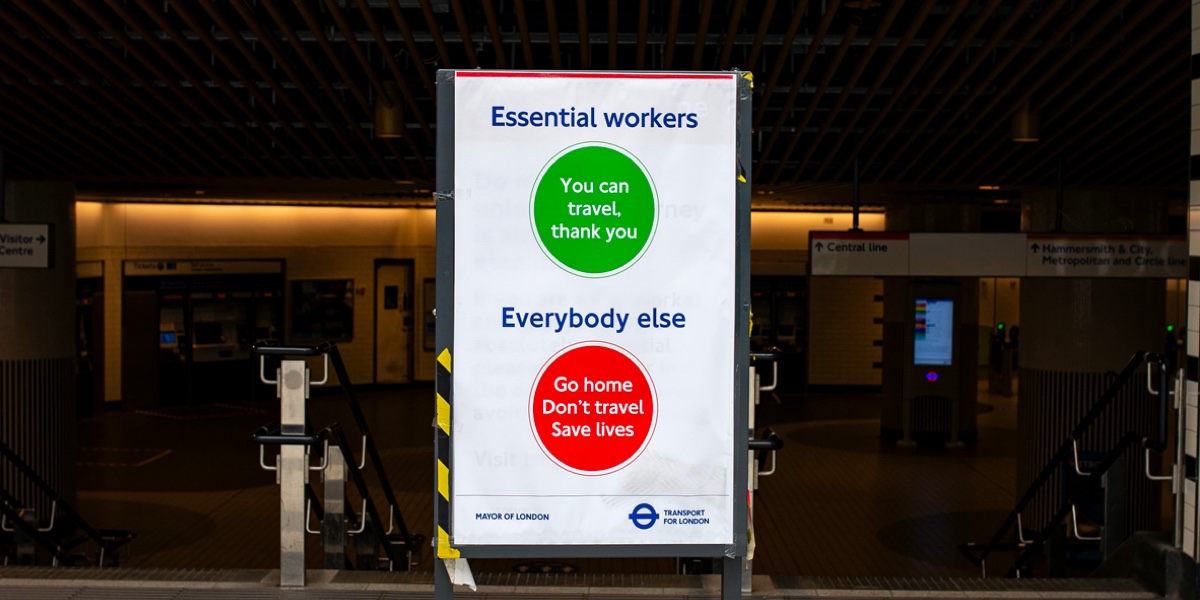 Essential workers
You can
travel,
thank you
Everybody else
Go home
Don't travel
Save lives
MAYOR OF LONDON
TRANSPORT
FOR LONDON
Visitor →
Centre
Tickets
↑ Central line
↑ Hammersmith & City,
Metropolitan and Circle line